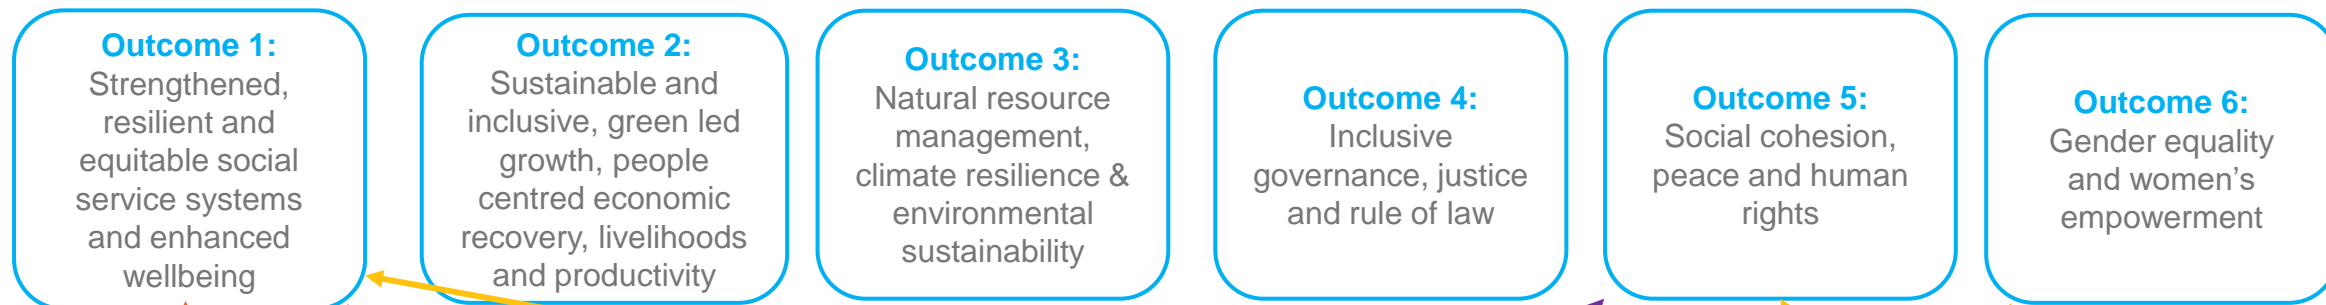 Outcome 1:
Strengthened,
resilient and
equitable social
service systems
and enhanced
wellbeing
Outcome 2:
Sustainable and
inclusive, green led
growth, people
centred economic
recovery, livelihoods
and productivity
Outcome 3:
Natural resource
management,
climate resilience &
environmental
sustainability
Outcome 4:
Inclusive
governance, justice
and rule of law
Outcome 5:
Social cohesion,
peace and human
rights
Outcome 6:
Gender equality
and women’s
empowerment